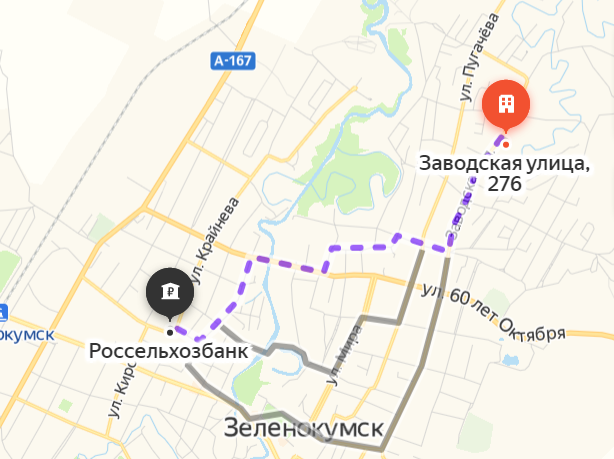 ул. Пугачёва
А-167
Заводская улица,
276
Заводская
ул. Крайнева
ул. 60 лет Октября
окумск
Россельхозбанк
ул. Мира
ул. Киро
Зеленокумск